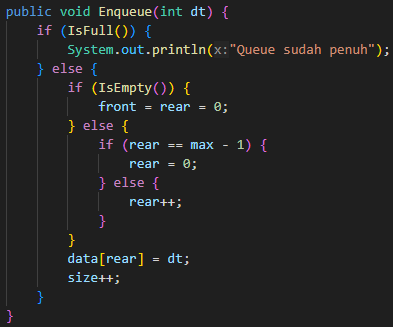 public void Enqueue(int dt) {
    if (IsFull()) {
        System.out.println(x:"Queue sudah penuh");
    } else {
        if (IsEmpty()) {
            front = rear = 0;
        } else {
            if (rear == max - 1) {
                rear = 0;
            } else {
                rear++;
            }
        }
        data[rear] = dt;
        size++;
    }
}